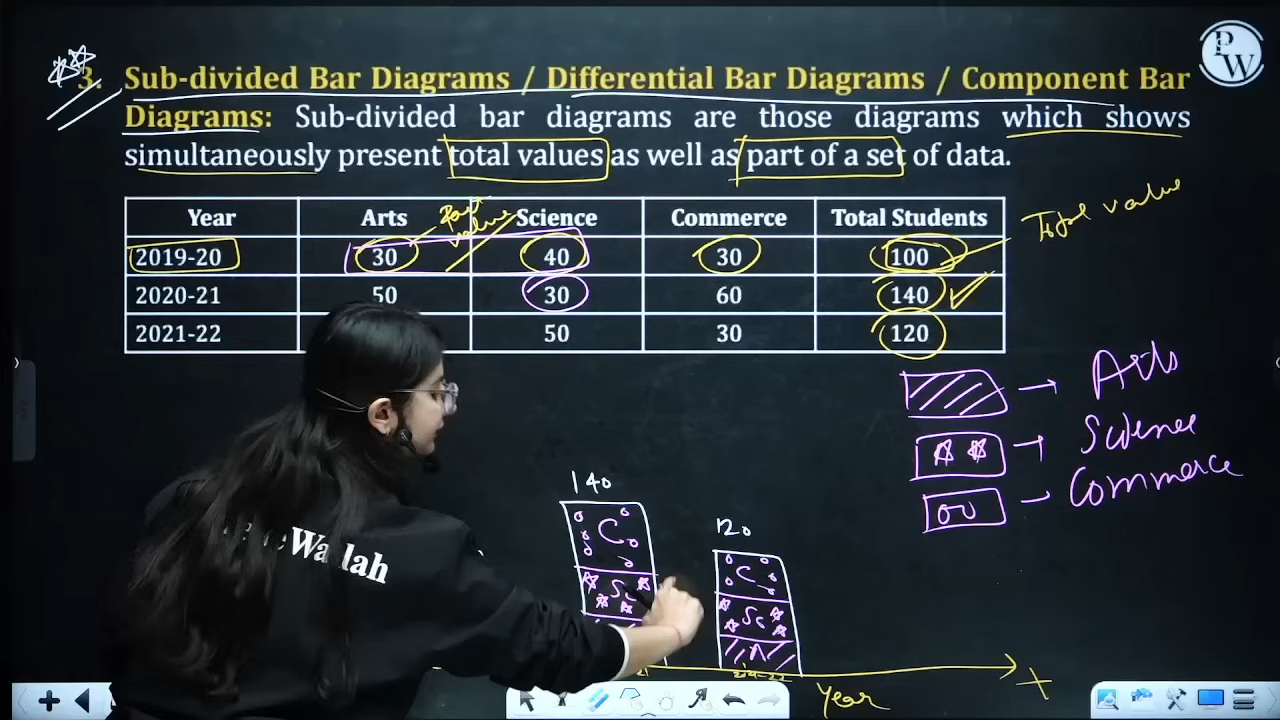 PW
3. Sub-divided Bar Diagrams / Differential Bar Diagrams / Component Bar
Diagrams: Sub-divided bar diagrams are those diagrams which shows
simultaneously present total values as well as part of a set of data.
Year Arts Science Commerce Total Students
Part value
Total value
2019-20 30 40 30 100
2020-21 50 30 60 140
2021-22 50 30 120
Arts
Science
Commerce
140
120
C
C
Sc
Sc
A
Year
Wallah